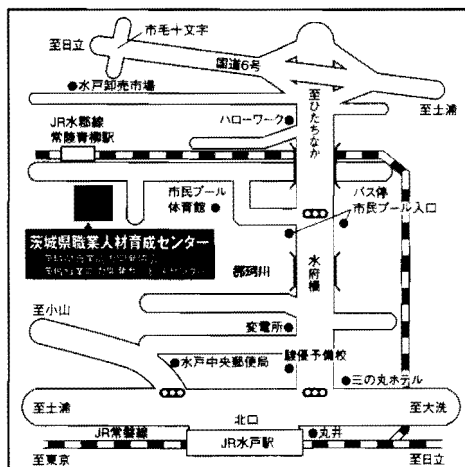 市毛十文字
至日立
国道6号
水戸卸売市場
至ひたちなか
至土浦
ハローワーク
JR水郡線
常陸青柳駅
市民プール
体育館
バス停
市民プール入口
茨城県職業人材育成センター
那珂川
水府橋
至小山
変電所
水戸中央郵便局
駿優予備校
三の丸ホテル
至土浦
北口
至大洗
JR常磐線
JR水戸駅
丸井
至東京
至日立